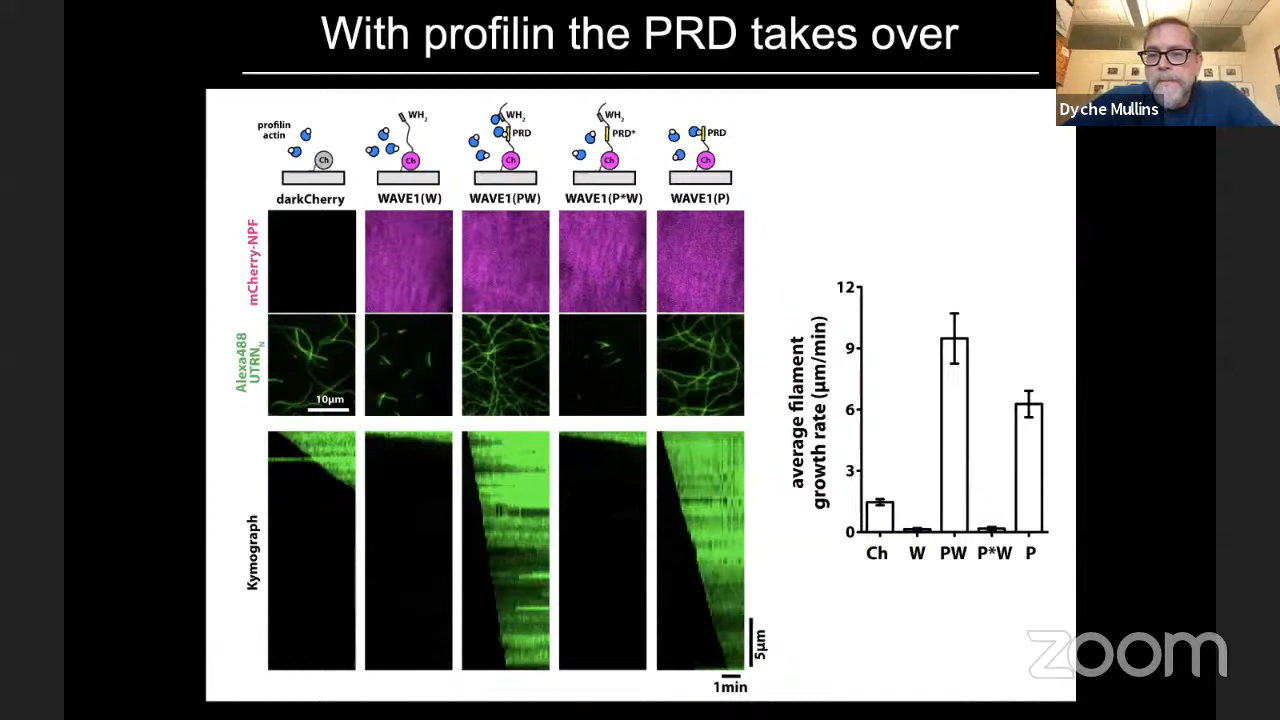 With profilin the PRD takes over
Dyche Mullins
profilin
actin
Ch
WH2
Ch
WH2
PRD
Ch
WH2
PRD*
Ch
PRD
Ch
darkCherry
WAVE1(W)
WAVE1(PW)
WAVE1(P*W)
WAVE1(P)
mCherry-NPF
Alexa488
UTRN N
10µm
Kymograph
5µm
1min
average filament
growth rate (µm/min)
12
9
6
3
0
Ch
W
PW
P*W
P
zoom